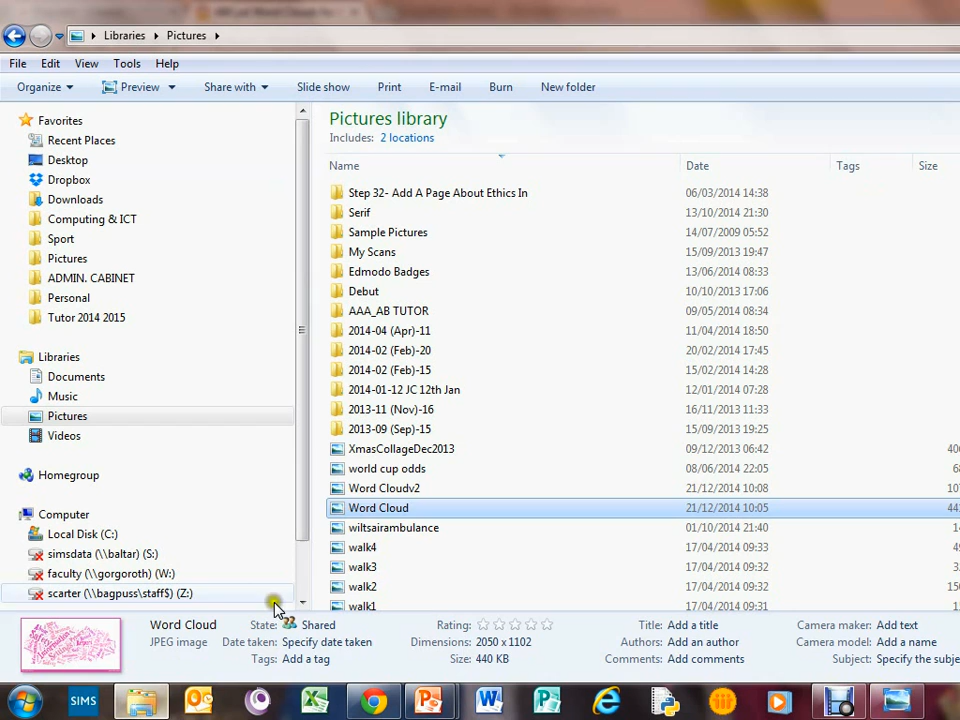 Libraries Pictures
File Edit View Tools Help
Organize Preview Share with Slide show Print E-mail Burn New folder
Favorites
Recent Places
Desktop
Dropbox
Downloads
Computing & ICT
Sport
Pictures
ADMIN. CABINET
Personal
Tutor 2014 2015
Libraries
Documents
Music
Pictures
Videos
Homegroup
Computer
Local Disk (C:)
simsdata (\\baltar) (S:)
faculty (\\gorgoroth) (W:)
scarter (\\bagpuss\staff$) (Z:)
Pictures library
Includes: 2 locations
Name Date Tags Size
Step 32- Add A Page About Ethics In 06/03/2014 14:38
Serif 13/10/2014 21:30
Sample Pictures 14/07/2009 05:52
My Scans 15/09/2013 19:47
Edmodo Badges 13/06/2014 08:33
Debut 10/10/2013 17:06
AAA_AB TUTOR 09/05/2014 08:34
2014-04 (Apr)-11 11/04/2014 18:50
2014-02 (Feb)-20 20/02/2014 17:45
2014-02 (Feb)-15 15/02/2014 14:28
2014-01-12 JC 12th Jan 12/01/2014 07:28
2013-11 (Nov)-16 16/11/2013 11:33
2013-09 (Sep)-15 15/09/2013 19:25
XmasCollageDec2013 09/12/2013 06:42
world cup odds 08/06/2014 22:05
Word Cloudv2 21/12/2014 10:08
Word Cloud 21/12/2014 10:05
wiltsairambulance 01/10/2014 21:40
walk4 17/04/2014 09:33
walk3 17/04/2014 09:33
walk2 17/04/2014 09:33
walk1 17/04/2014 09:31
Word Cloud State: Shared Rating: Title: Add a title Camera maker: Add text
JPEG image Date taken: Specify date taken Dimensions: 2050 x 1102 Authors: Add an author Camera model: Add a name
Tags: Add a tag Size: 440 KB Comments: Add comments Subject: Specify the subje
SIMS